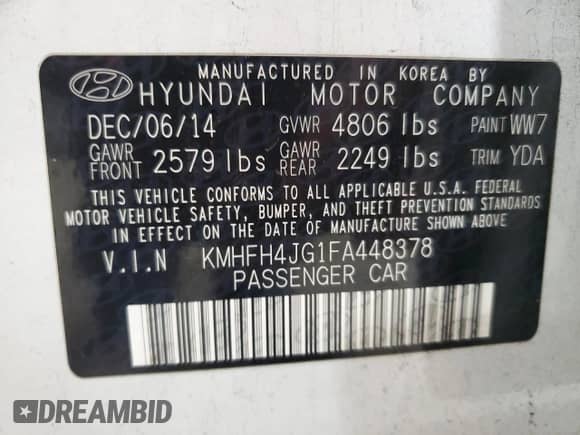 MANUFACTURED IN KOREA BY
HYUNDAI MOTOR COMPANY
DEC/06/14 GVWR 4806 lbs PAINT WW7
GAWR FRONT 2579 lbs GAWR REAR 2249 lbs TRIM YDA
THIS VEHICLE CONFORMS TO ALL APPLICABLE U.S.A. FEDERAL
MOTOR VEHICLE SAFETY, BUMPER, AND THEFT PREVENTION STANDARDS
IN EFFECT ON THE DATE OF MANUFACTURE SHOWN ABOVE
V.I.N KMHFH4JG1FA448378
PASSENGER CAR
DREAMBID